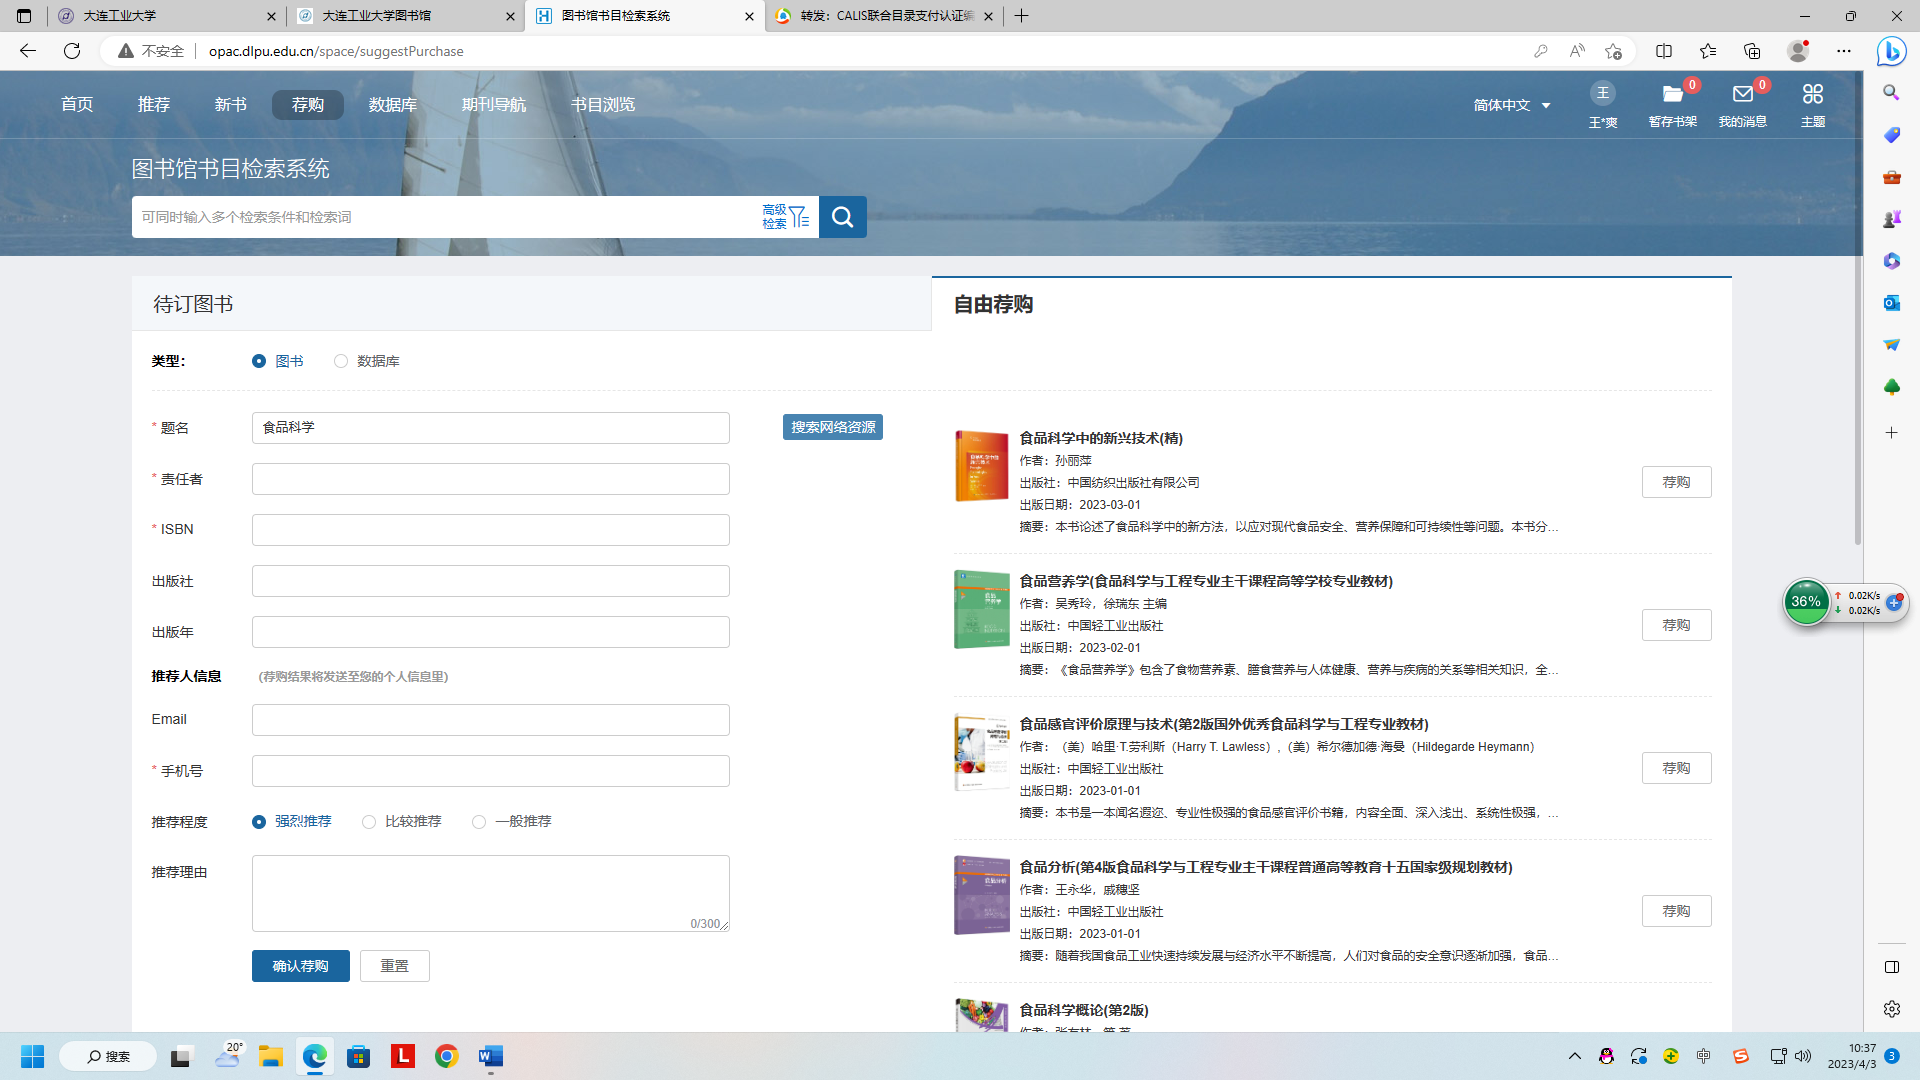 大连工业大学
大连工业大学图书馆
图书馆书目检索系统
转发：CALIS联合目录支付认证编
不安全
opac.dlpu.edu.cn/space/suggestPurchase
首页
推荐
新书
荐购
数据库
期刊导航
书目浏览
简体中文
王
王*爽
0
暂存书架
0
我的消息
主题
图书馆书目检索系统
可同时输入多个检索条件和检索词
高级
检索
待订图书
自由荐购
类型：
图书
数据库
* 题名
食品科学
搜索网络资源
* 责任者
* ISBN
出版社
出版年
推荐人信息 (荐购结果将发送至您的个人信息里)
Email
* 手机号
推荐程度
强烈推荐
比较推荐
一般推荐
推荐理由
0/300
确认荐购
重置
食品科学中的新兴技术(精)
作者：孙丽萍
出版社：中国纺织出版社有限公司
出版日期：2023-03-01
摘要：本书论述了食品科学中的新方法，以应对现代食品安全、营养保障和可持续性等问题。本书分...
荐购
食品营养学(食品科学与工程专业主干课程高等学校专业教材)
作者：吴秀玲，徐瑞东 主编
出版社：中国轻工业出版社
出版日期：2023-02-01
摘要：《食品营养学》包含了食物营养素、膳食营养与人体健康、营养与疾病的关系等相关知识，全...
荐购
食品感官评价原理与技术(第2版国外优秀食品科学与工程专业教材)
作者：（美）哈里·T.劳利斯（Harry T. Lawless）,（美）希尔德加德·海曼（Hildegarde Heymann）
出版社：中国轻工业出版社
出版日期：2023-01-01
摘要：本书是一本闻名遐迩、专业性极强的食品感官评价书籍，内容全面、深入浅出、系统性极强，...
荐购
食品分析(第4版食品科学与工程专业主干课程普通高等教育十五国家级规划教材)
作者：王永华，戚穗坚
出版社：中国轻工业出版社
出版日期：2023-01-01
摘要：随着我国食品工业快速持续发展与经济水平不断提高，人们对食品的安全意识逐渐加强，食品...
荐购
食品科学概论(第2版)
36%
0.02K/s
0.02K/s
搜索
20°
中
10:37
2023/4/3
3